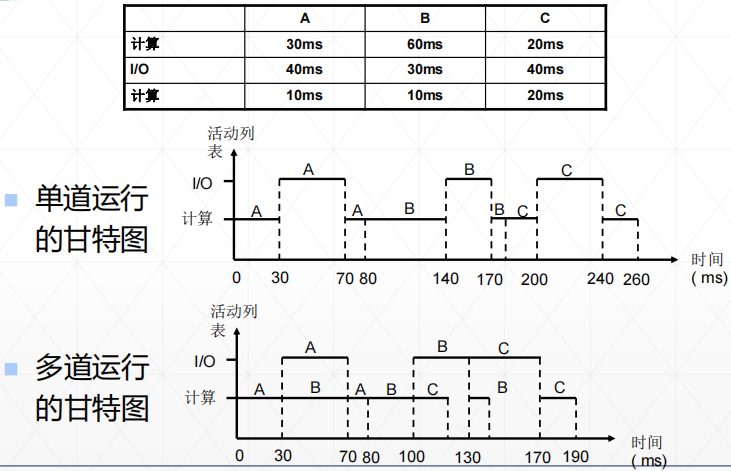 A B C
计算 30ms 60ms 20ms
I/O 40ms 30ms 40ms
计算 10ms 10ms 20ms
活动列
表
I/O
A
B
C
单道运行
的甘特图
计算
A
A
B
B
C
C
0 30 70 80 140 170 200 240 260
时间
( ms)
活动列
表
I/O
A
B
C
多道运行
的甘特图
计算
A
B
A
B
C
B
C
0 30 70 80 100 130 170 190
时间
( ms)